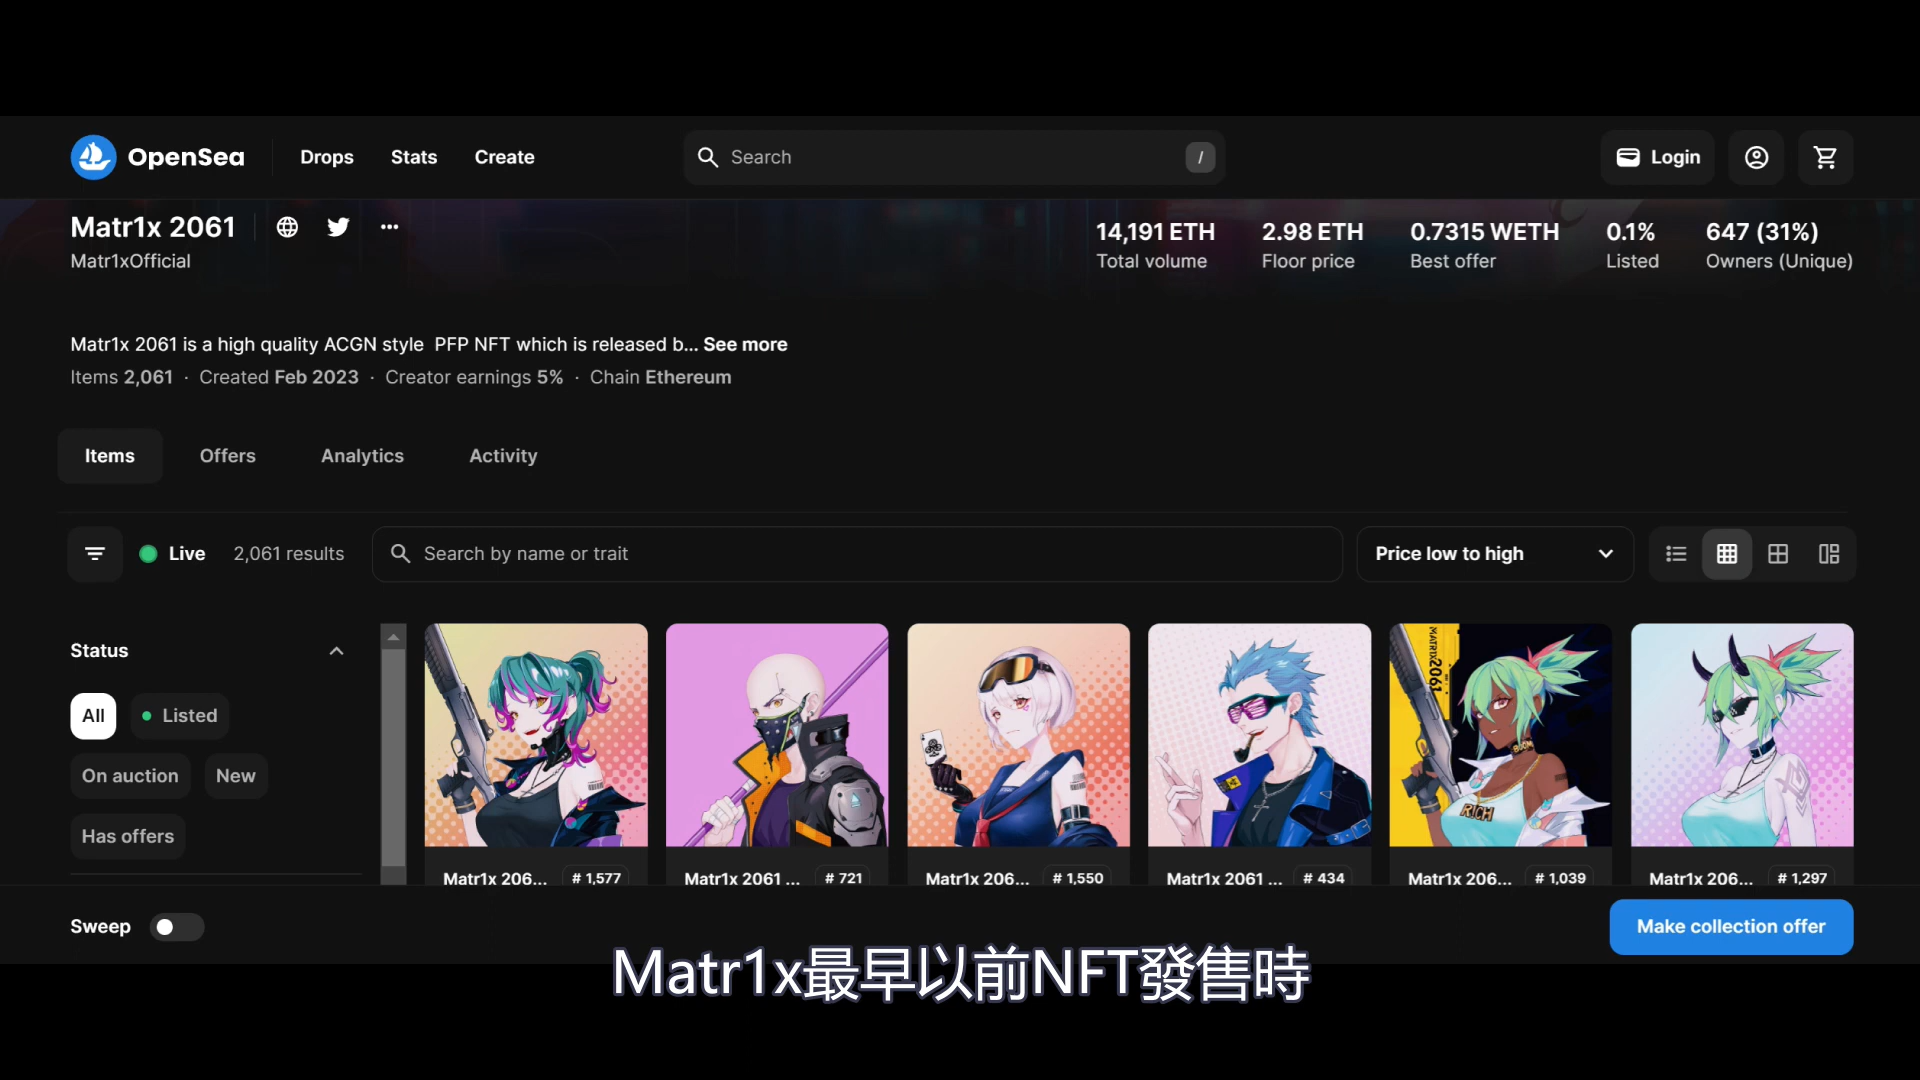 OpenSea Drops Stats Create Search / Login
Matr1x 2061
Matr1xOfficial
14,191 ETH 2.98 ETH 0.7315 WETH 0.1% 647 (31%)
Total volume Floor price Best offer Listed Owners (Unique)
Matr1x 2061 is a high quality ACGN style PFP NFT which is released b... See more
Items 2,061 · Created Feb 2023 · Creator earnings 5% · Chain Ethereum
Items Offers Analytics Activity
Live 2,061 results Search by name or trait Price low to high
Status
All Listed
On auction New
Has offers
MATR1X 2061
BOOM
RICH
Matr1x 206... # 1,577 Matr1x 2061 ... # 721 Matr1x 206... # 1,550 Matr1x 2061 ... # 434 Matr1x 206... # 1,039 Matr1x 206... # 1,297
Sweep Make collection offer
Matr1x最早以前NFT發售時